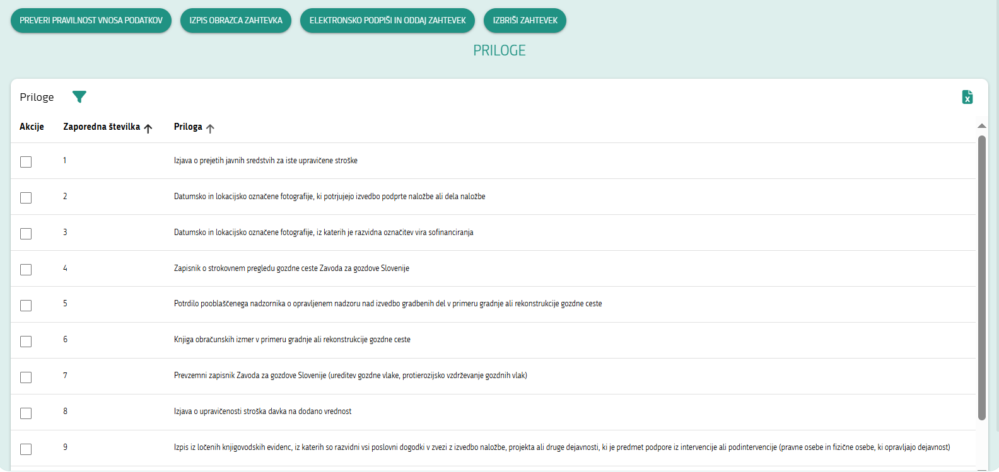 PREVERI PRAVILNOST VNOSA PODATKOV
IZPIS OBRAZCA ZAHTEVKA
ELEKTRONSKO PODPIŠI IN ODDAJ ZAHTEVEK
IZBRIŠI ZAHTEVEK
PRILOGE
Priloge
Akcije Zaporedna številka Priloga
1 Izjava o prejetih javnih sredstvih za iste upravičene stroške
2 Datumsko in lokacijsko označene fotografije, ki potrjujejo izvedbo podprte naložbe ali dela naložbe
3 Datumsko in lokacijsko označene fotografije, iz katerih je razvidna označitev vira sofinanciranja
4 Zapisnik o strokovnem pregledu gozdne ceste Zavoda za gozdove Slovenije
5 Potrdilo pooblaščenega nadzornika o opravljenem nadzoru nad izvedbo gradbenih del v primeru gradnje ali rekonstrukcije gozdne ceste
6 Knjiga obračunskih izmer v primeru gradnje ali rekonstrukcije gozdne ceste
7 Prevzemni zapisnik Zavoda za gozdove Slovenije (ureditev gozdne vlake, protierozijsko vzdrževanje gozdnih vlak)
8 Izjava o upravičenosti stroška davka na dodano vrednost
9 Izpis iz ločenih knjigovodskih evidenc, iz katerih so razvidni vsi poslovni dogodki v zvezi z izvedbo naložbe, projekta ali druge dejavnosti, ki je predmet podpore iz intervencije ali podintervencije (pravne osebe in fizične osebe, ki opravljajo dejavnost)